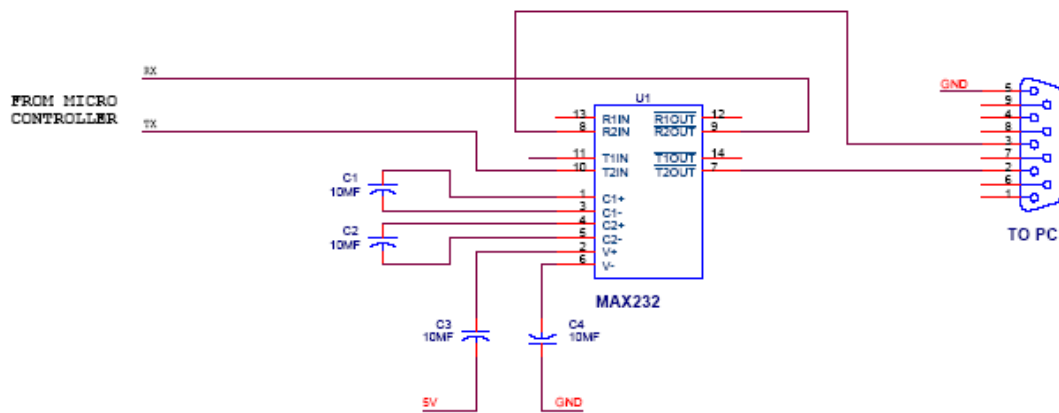 RX
FROM MICRO
CONTROLLER
TX
U1
13 R1IN R1OUT 12
8 R2IN R2OUT 9
11 T1IN T1OUT 14
10 T2IN T2OUT 7
1 C1+
3 C1-
4 C2+
5 C2-
2 V+
6 V-
MAX232
C1
10MF
C2
10MF
C3
10MF
C4
10MF
5V
GND
GND
5
9
4
8
3
7
2
6
1
TO PC